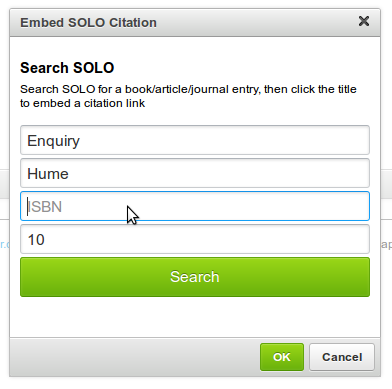 Embed SOLO Citation
Search SOLO
Search SOLO for a book/article/journal entry, then click the title
to embed a citation link
Enquiry
Hume
ISBN
10
Search
OK Cancel